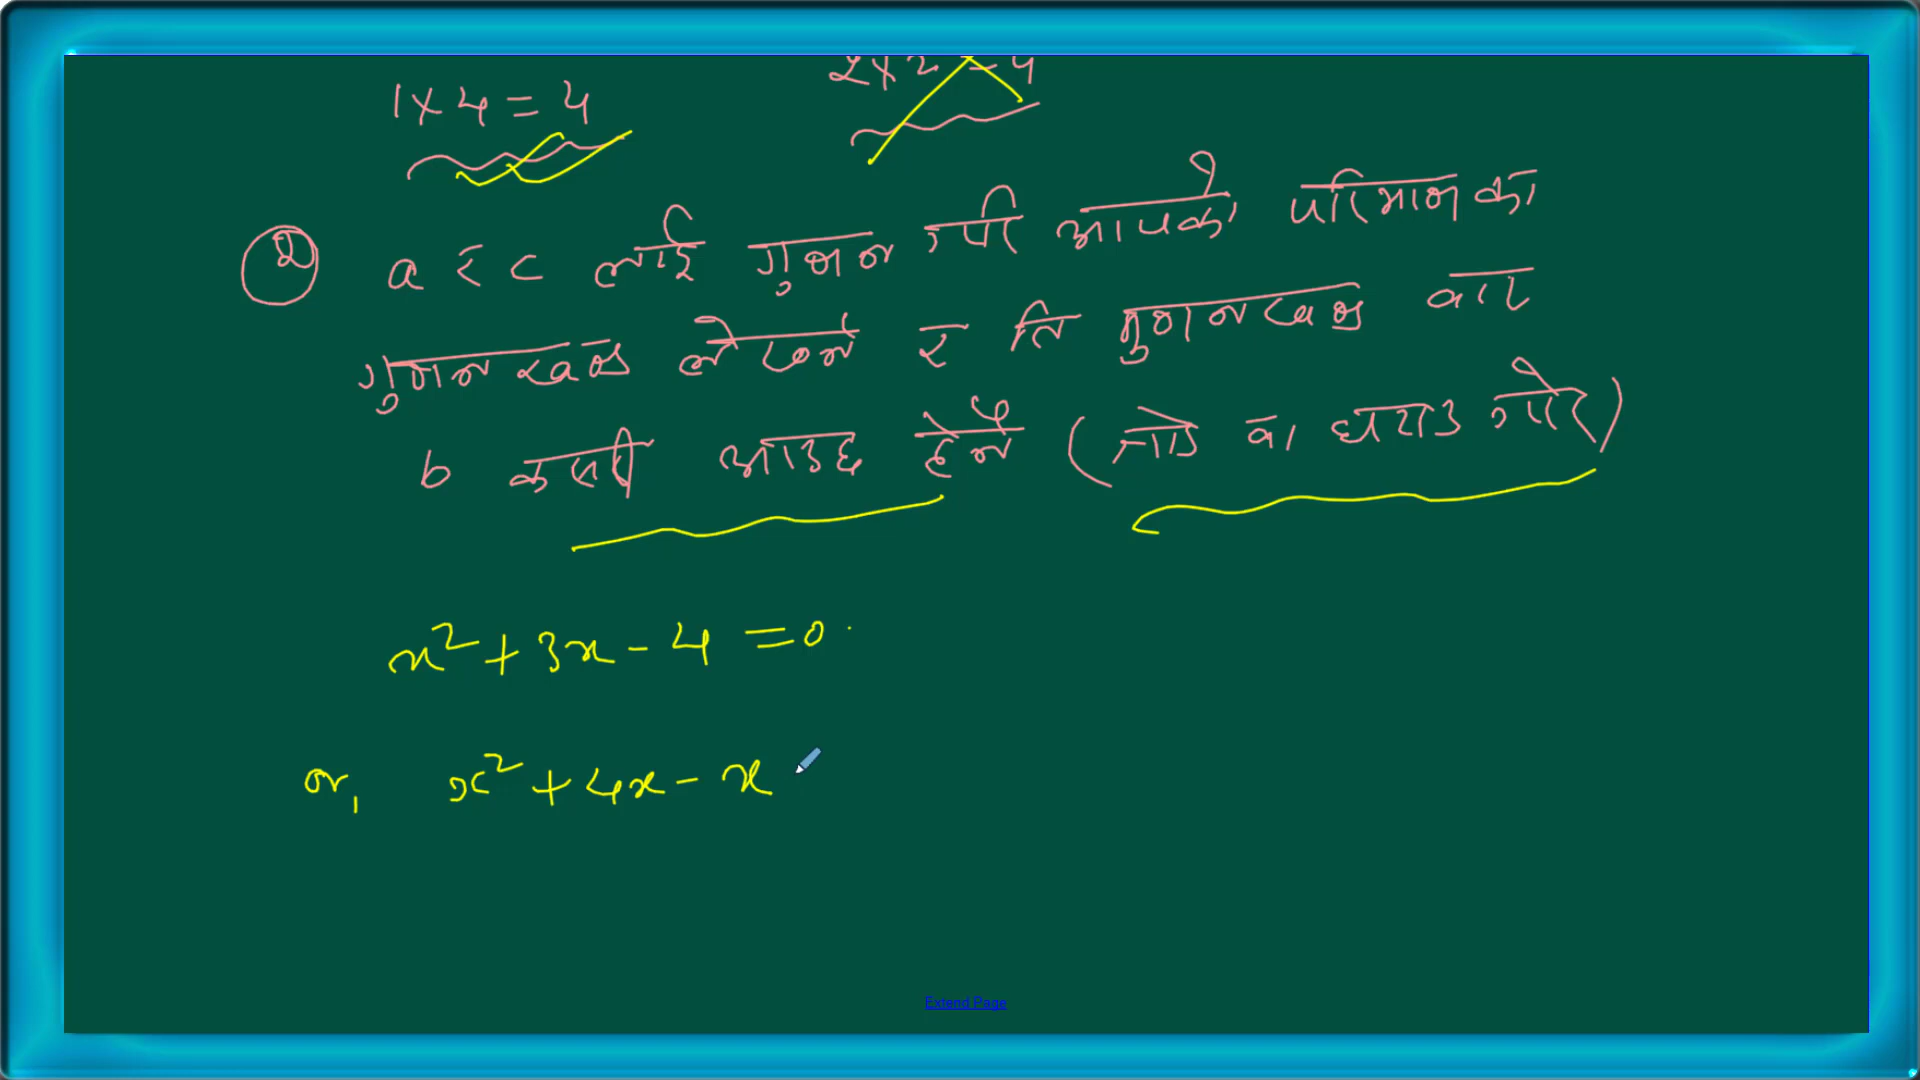 1 × 4 = 4
2 × 2 = 4
② a र c लाई गुणन गरी आएको परिमाणका
गुणनखण्ड लेख्ने र ति गुणनखण्ड बाट
b कसरी आउछ हेर्ने (जोडे वा घटाउ गरेर)
x² + 3x - 4 = 0
or, x² + 4x - x
Extend Page